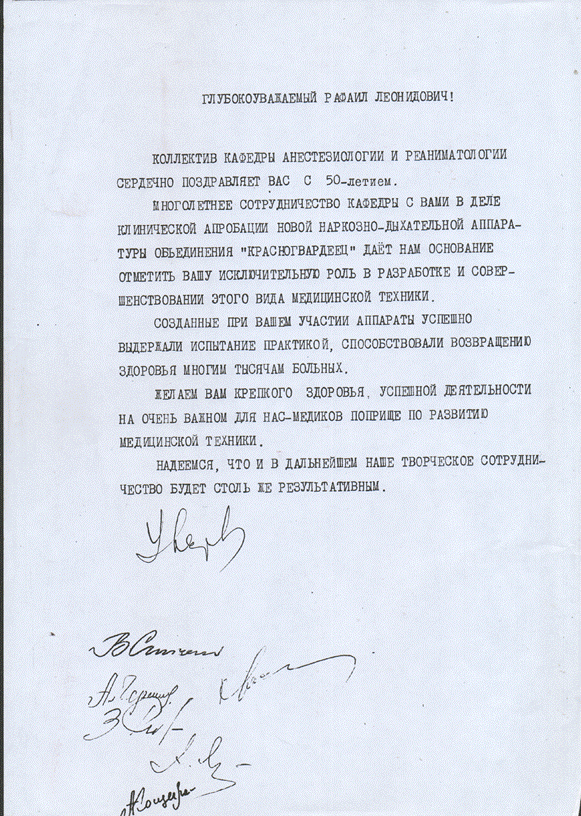 ГЛУБОКОУВАЖАЕМЫЙ РАФАИЛ ЛЕОНИДОВИЧ!
КОЛЛЕКТИВ КАФЕДРЫ АНЕСТЕЗИОЛОГИИ И РЕАНИМАТОЛОГИИ
СЕРДЕЧНО ПОЗДРАВЛЯЕТ ВАС С 50-летием.
МНОГОЛЕТНЕЕ СОТРУДНИЧЕСТВО КАФЕДРЫ С ВАМИ В ДЕЛЕ
КЛИНИЧЕСКОЙ АПРОБАЦИИ НОВОЙ НАРКОЗНО-ДЫХАТЕЛЬНОЙ АППАРА-
ТУРЫ ОБЪЕДИНЕНИЯ "КРАСНОГВАРДЕЕЦ" ДАЁТ НАМ ОСНОВАНИЕ
ОТМЕТИТЬ ВАШУ ИСКЛЮЧИТЕЛЬНУЮ РОЛЬ В РАЗРАБОТКЕ И СОВЕР-
ШЕНСТВОВАНИИ ЭТОГО ВИДА МЕДИЦИНСКОЙ ТЕХНИКИ.
СОЗДАННЫЕ ПРИ ВАШЕМ УЧАСТИИ АППАРАТЫ УСПЕШНО
ВЫДЕРЖАЛИ ИСПЫТАНИЕ ПРАКТИКОЙ, СПОСОБСТВОВАЛИ ВОЗВРАЩЕНИЮ
ЗДОРОВЬЯ МНОГИМ ТЫСЯЧАМ БОЛЬНЫХ.
ЖЕЛАЕМ ВАМ КРЕПКОГО ЗДОРОВЬЯ, УСПЕШНОЙ ДЕЯТЕЛЬНОСТИ
НА ОЧЕНЬ ВАЖНОМ ДЛЯ НАС-МЕДИКОВ ПОПРИЩЕ ПО РАЗВИТИЮ
МЕДИЦИНСКОЙ ТЕХНИКИ.
НАДЕЕМСЯ, ЧТО И В ДАЛЬНЕЙШЕМ НАШЕ ТВОРЧЕСКОЕ СОТРУДНИ-
ЧЕСТВО БУДЕТ СТОЛЬ ЖЕ РЕЗУЛЬТАТИВНЫМ.